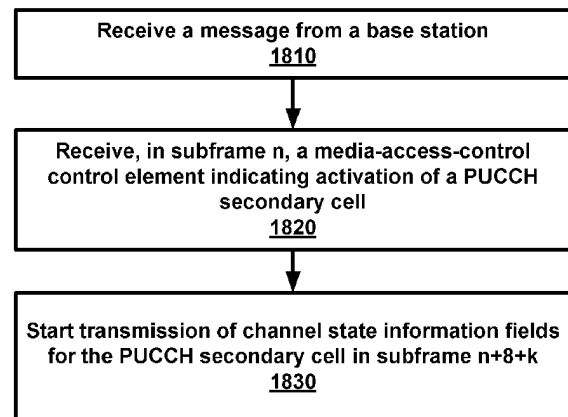 Receive a message from a base station
1810
Receive, in subframe n, a media-access-control
control element indicating activation of a PUCCH
secondary cell
1820
Start transmission of channel state information fields
for the PUCCH secondary cell in subframe n+8+k
1830